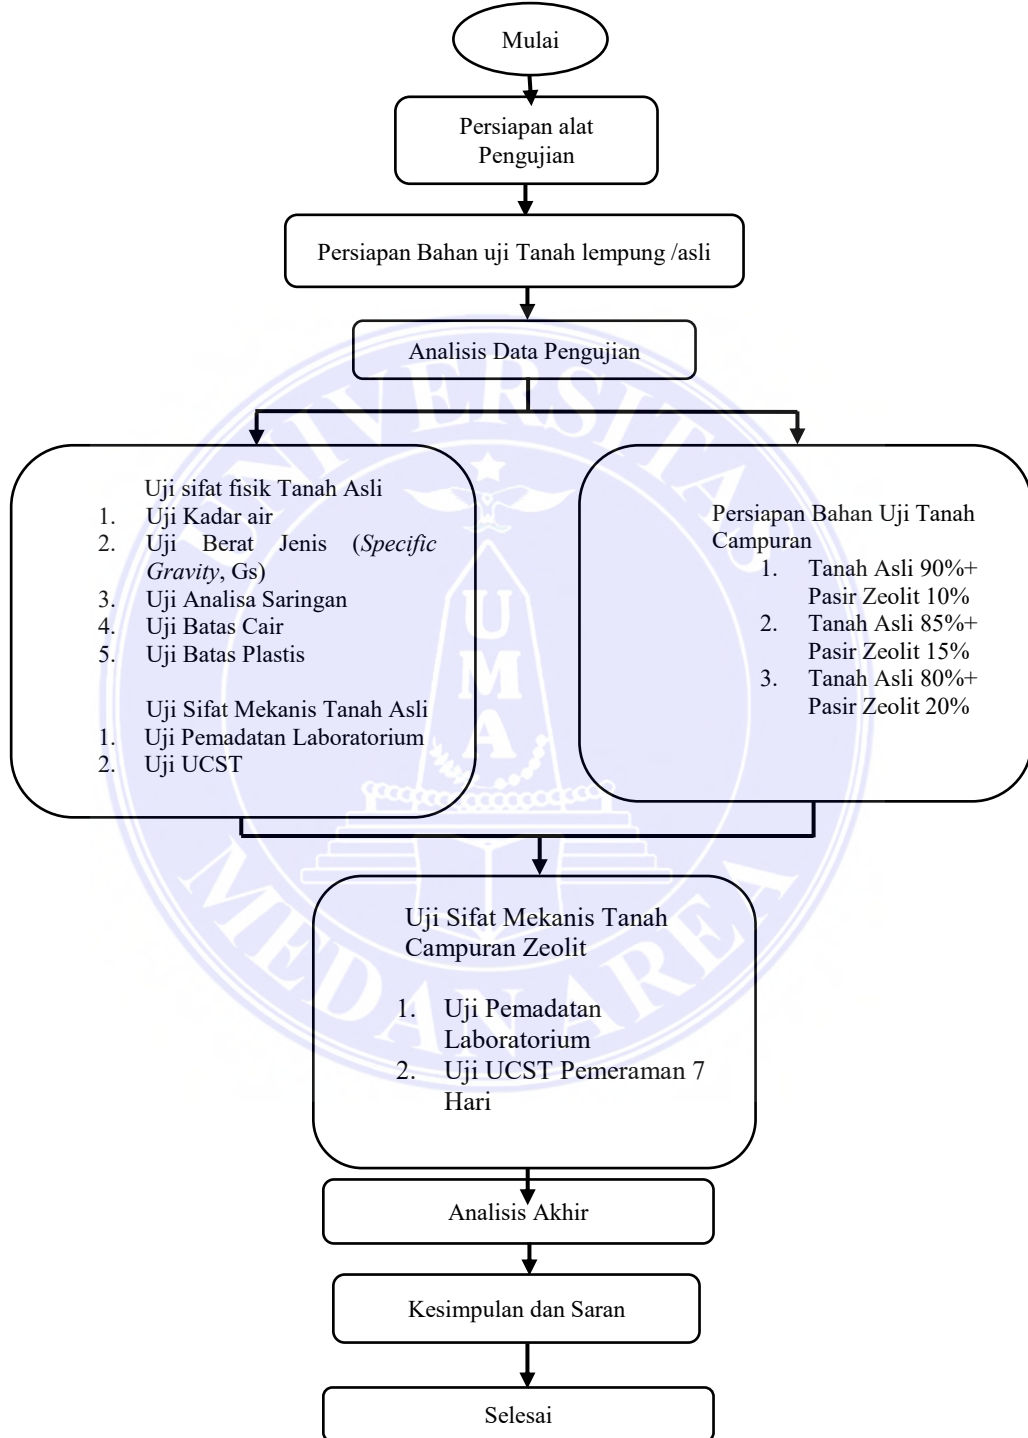 Mulai
Persiapan alat
Pengujian
Persiapan Bahan uji Tanah lempung /asli
Analisis Data Pengujian
Uji sifat fisik Tanah Asli
1. Uji Kadar air
2. Uji Berat Jenis (Specific
Gravity, Gs)
3. Uji Analisa Saringan
4. Uji Batas Cair
5. Uji Batas Plastis
Uji Sifat Mekanis Tanah Asli
1. Uji Pemadatan Laboratorium
2. Uji UCST
Persiapan Bahan Uji Tanah
Campuran
1. Tanah Asli 90%+
Pasir Zeolit 10%
2. Tanah Asli 85%+
Pasir Zeolit 15%
3. Tanah Asli 80%+
Pasir Zeolit 20%
Uji Sifat Mekanis Tanah
Campuran Zeolit
1. Uji Pemadatan
Laboratorium
2. Uji UCST Pemeraman 7
Hari
Analisis Akhir
Kesimpulan dan Saran
Selesai
UNIVERSITAS
UMA
MEDAN AREA